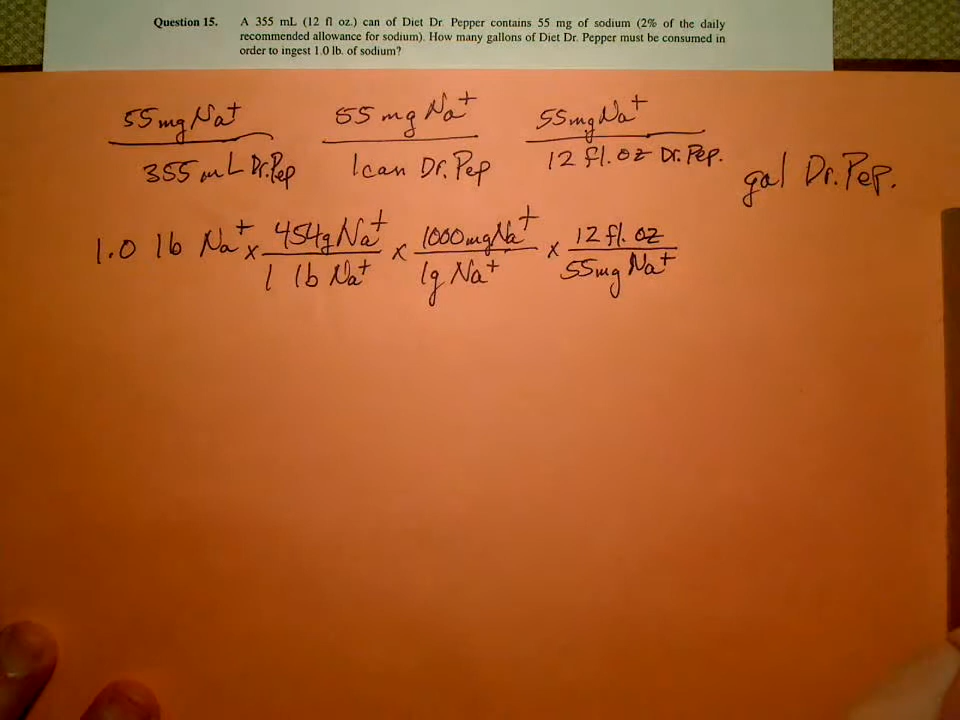 Question 15. A 355 mL (12 fl oz.) can of Diet Dr. Pepper contains 55 mg of sodium (2% of the daily
recommended allowance for sodium). How many gallons of Diet Dr. Pepper must be consumed in
order to ingest 1.0 lb. of sodium?
55 mg Na+ / 355 mL Dr. Pep
55 mg Na+ / 1 can Dr. Pep
55 mg Na+ / 12 fl. oz Dr. Pep.
gal Dr. Pep.
1.0 lb Na+ x 454 g Na+ / 1 lb Na+ x 1000 mg Na+ / 1 g Na+ x 12 fl. oz / 55 mg Na+